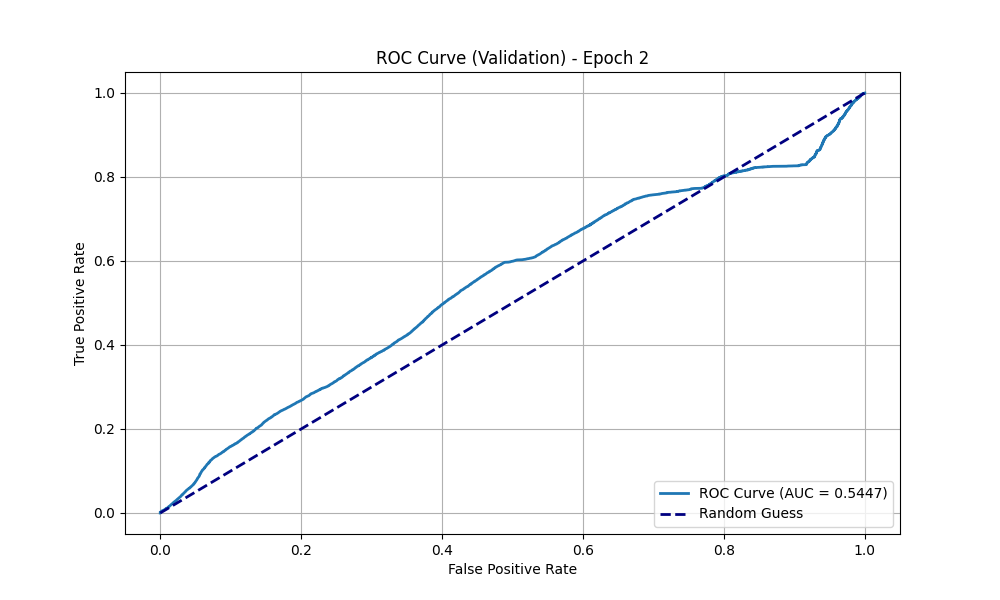 ROC Curve (Validation) - Epoch 2
True Positive Rate
1.0
0.8
0.6
0.4
0.2
0.0
ROC Curve (AUC = 0.5447)
Random Guess
0.0 0.2 0.4 0.6 0.8 1.0
False Positive Rate